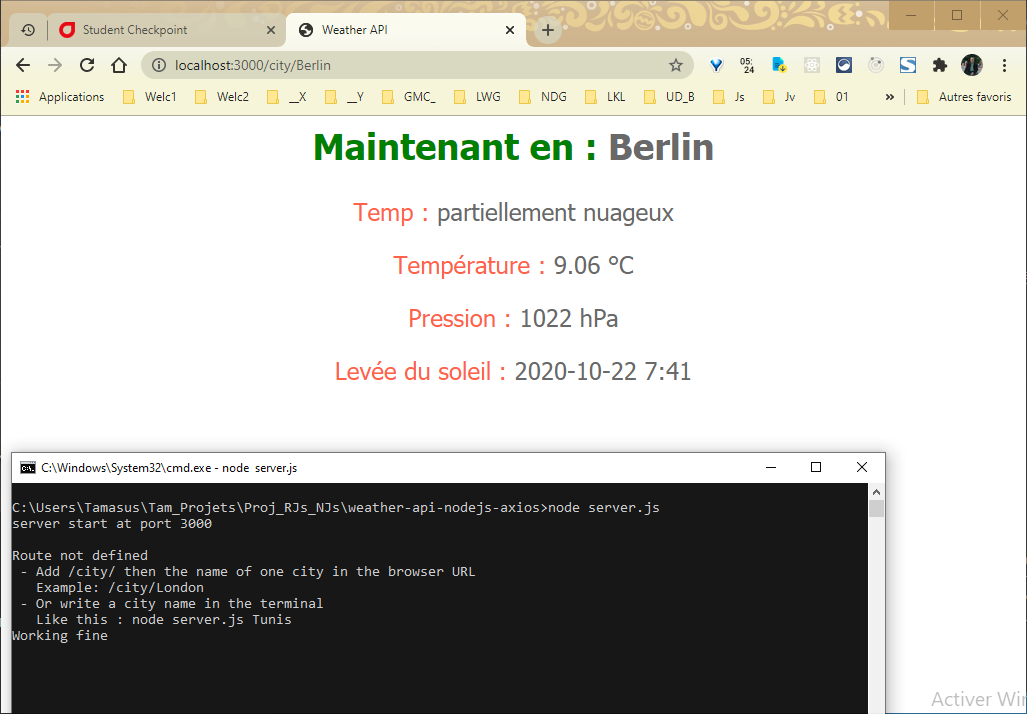 Student Checkpoint
Weather API
localhost:3000/city/Berlin
05:
24
Applications
Welc1
Welc2
__X
__Y
GMC_
LWG
NDG
LKL
UD_B
Js
Jv
01
»
Autres favoris
Maintenant en : Berlin
Temp : partiellement nuageux
Température : 9.06 °C
Pression : 1022 hPa
Levée du soleil : 2020-10-22 7:41
C:\Windows\System32\cmd.exe - node  server.js
C:\Users\Tamasus\Tam_Projets\Proj_RJs_NJs\weather-api-nodejs-axios>node server.js
server start at port 3000
Route not defined
- Add /city/ then the name of one city in the browser URL
Example: /city/London
- Or write a city name in the terminal
Like this : node server.js Tunis
Working fine
Activer Win